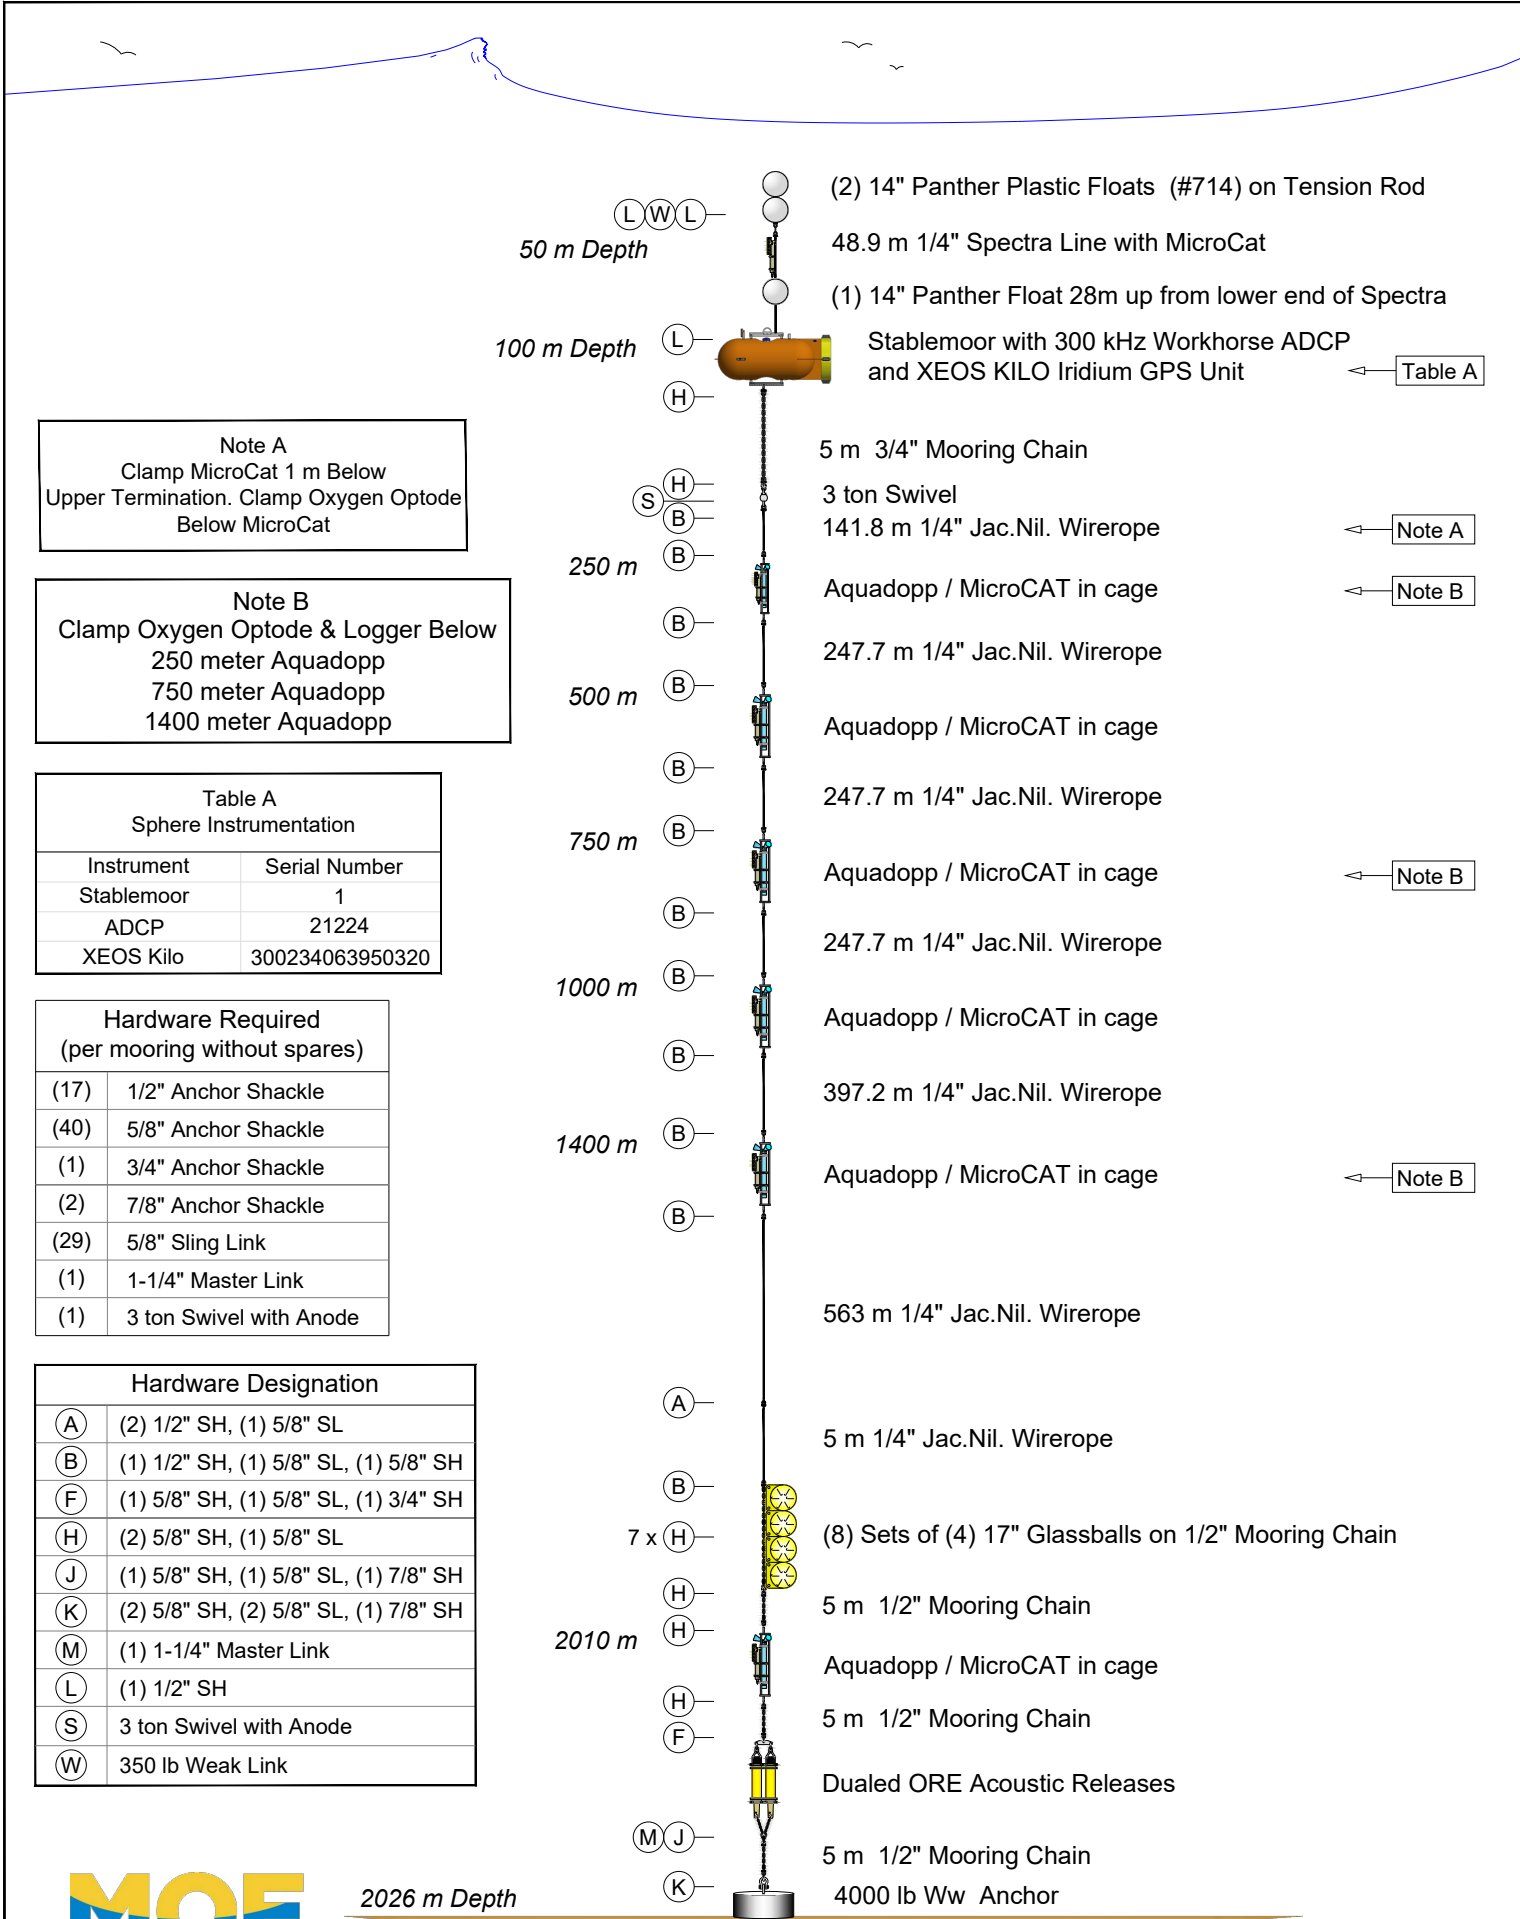 (2) 14" Panther Plastic Floats (#714) on Tension Rod
L W L
50 m Depth
48.9 m 1/4" Spectra Line with MicroCat
(1) 14" Panther Float 28m up from lower end of Spectra
100 m Depth
L
Stablemoor with 300 kHz Workhorse ADCP
and XEOS KILO Iridium GPS Unit
Table A
H
5 m 3/4" Mooring Chain
H
S
3 ton Swivel
B
141.8 m 1/4" Jac.Nil. Wirerope
Note A
B
250 m
Aquadopp / MicroCAT in cage
Note B
B
247.7 m 1/4" Jac.Nil. Wirerope
B
500 m
Aquadopp / MicroCAT in cage
B
247.7 m 1/4" Jac.Nil. Wirerope
B
750 m
Aquadopp / MicroCAT in cage
Note B
B
247.7 m 1/4" Jac.Nil. Wirerope
B
1000 m
Aquadopp / MicroCAT in cage
B
397.2 m 1/4" Jac.Nil. Wirerope
B
1400 m
Aquadopp / MicroCAT in cage
Note B
B
563 m 1/4" Jac.Nil. Wirerope
A
5 m 1/4" Jac.Nil. Wirerope
B
7 x H
(8) Sets of (4) 17" Glassballs on 1/2" Mooring Chain
H
5 m 1/2" Mooring Chain
H
2010 m
Aquadopp / MicroCAT in cage
H
5 m 1/2" Mooring Chain
F
Dualed ORE Acoustic Releases
M J
5 m 1/2" Mooring Chain
K
4000 lb Ww Anchor
2026 m Depth
Note A
Clamp MicroCat 1 m Below
Upper Termination. Clamp Oxygen Optode
Below MicroCat
Note B
Clamp Oxygen Optode & Logger Below
250 meter Aquadopp
750 meter Aquadopp
1400 meter Aquadopp
Table A
Sphere Instrumentation
Instrument Serial Number
Stablemoor 1
ADCP 21224
XEOS Kilo 300234063950320
Hardware Required
(per mooring without spares)
(17) 1/2" Anchor Shackle
(40) 5/8" Anchor Shackle
(1) 3/4" Anchor Shackle
(2) 7/8" Anchor Shackle
(29) 5/8" Sling Link
(1) 1-1/4" Master Link
(1) 3 ton Swivel with Anode
Hardware Designation
A (2) 1/2" SH, (1) 5/8" SL
B (1) 1/2" SH, (1) 5/8" SL, (1) 5/8" SH
F (1) 5/8" SH, (1) 5/8" SL, (1) 3/4" SH
H (2) 5/8" SH, (1) 5/8" SL
J (1) 5/8" SH, (1) 5/8" SL, (1) 7/8" SH
K (2) 5/8" SH, (2) 5/8" SL, (1) 7/8" SH
M (1) 1-1/4" Master Link
L (1) 1/2" SH
S 3 ton Swivel with Anode
W 350 lb Weak Link